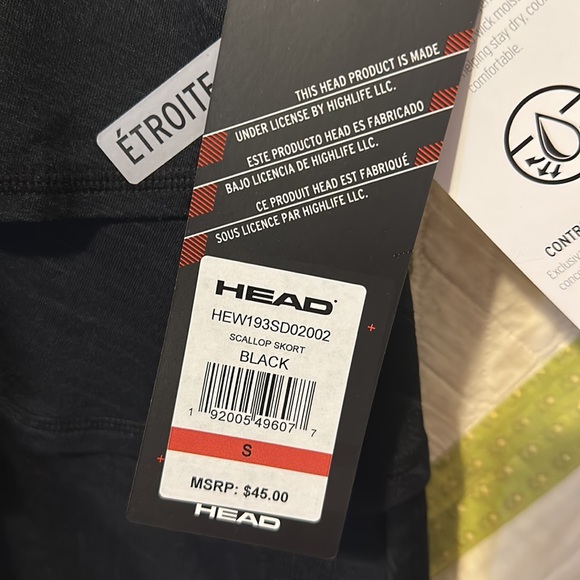 ÉTROITE
THIS HEAD PRODUCT IS MADE
UNDER LICENSE BY HIGHLIFE LLC.
ESTE PRODUCTO HEAD ES FABRICADO
BAJO LICENCIA DE HIGHLIFE LLC.
CE PRODUIT HEAD EST FABRIQUÉ
SOUS LICENCE PAR HIGHLIFE LLC.
HEAD
HEW193SD02002
SCALLOP SKORT
BLACK
1 92005 49607 7
S
MSRP: $45.00
HEAD
stay dry,
comfortable.